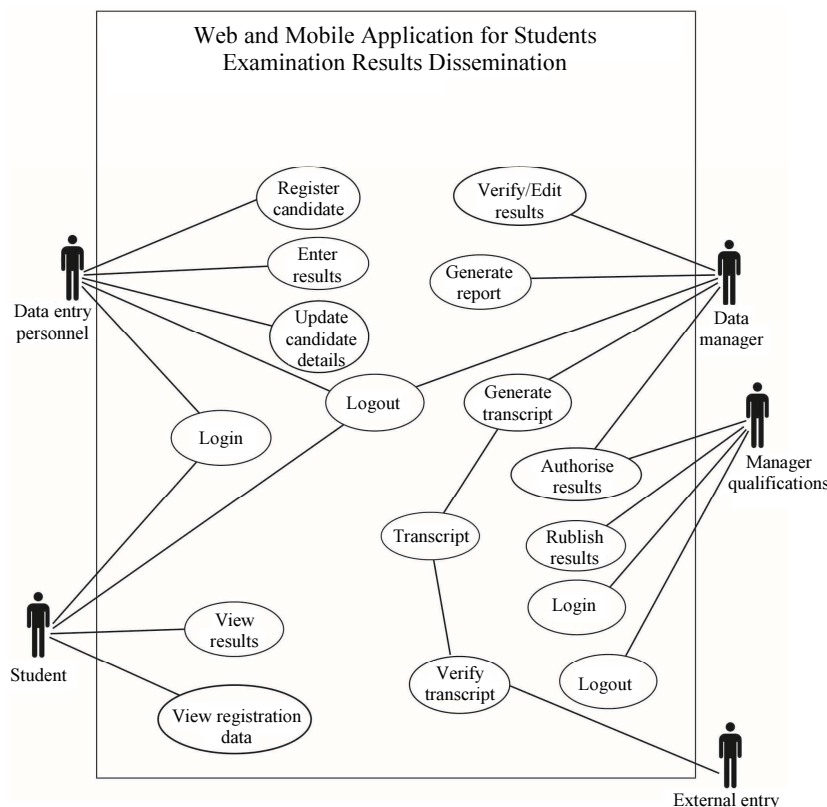 Web and Mobile Application for Students
Examination Results Dissemination
Register
candidate
Verify/Edit
results
Enter
results
Generate
report
Data entry
personnel
Update
candidate
details
Data
manager
Logout
Generate
transcript
Login
Authorise
results
Manager
qualifications
Transcript
Rublish
results
Login
View
results
Student
Verify
transcript
Logout
View registration
data
External entry